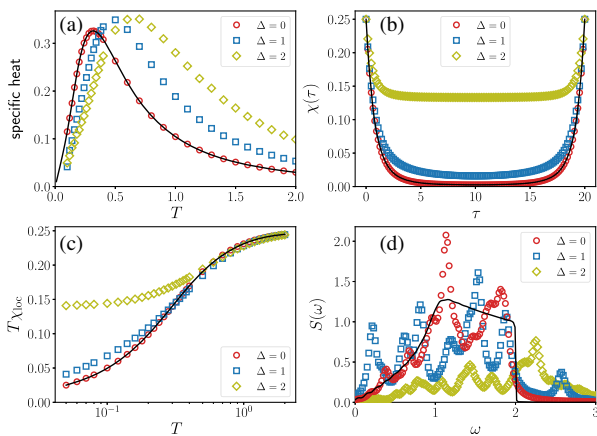 (a)
Δ = 0
Δ = 1
Δ = 2
specific heat
0.3
0.2
0.1
0.0
0.0 0.5 1.0 1.5 2.0
T
(b)
Δ = 0
Δ = 1
Δ = 2
χ(τ)
0.25
0.20
0.15
0.10
0.05
0.00
0 5 10 15 20
τ
(c)
Δ = 0
Δ = 1
Δ = 2
Tχloc
0.25
0.20
0.15
0.10
0.05
0.00
10⁻¹ 10⁰
T
(d)
Δ = 0
Δ = 1
Δ = 2
S(ω)
2.0
1.5
1.0
0.5
0.0
0 1 2 3
ω